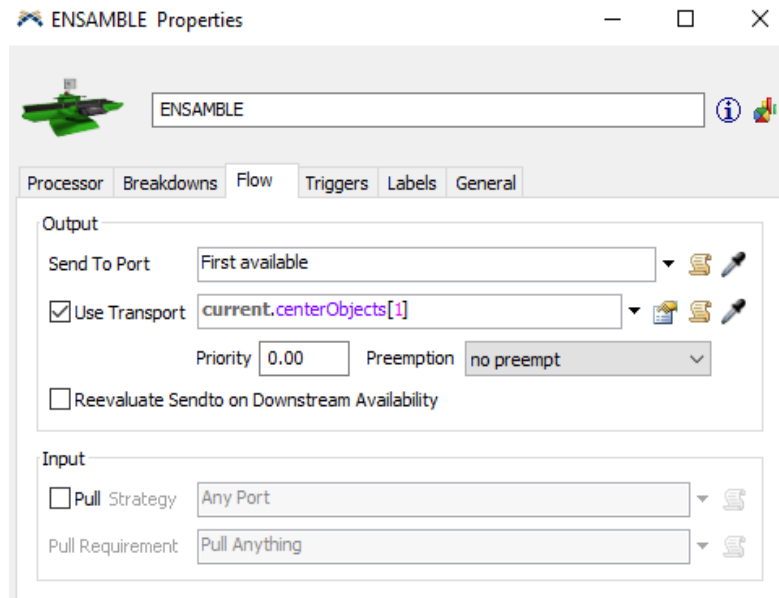 ENSAMBLE Properties
ENSAMBLE
Processor Breakdowns Flow Triggers Labels General
Output
Send To Port First available
Use Transport current.centerObjects[1]
Priority 0.00 Preemption no preempt
Reevaluate Sendto on Downstream Availability
Input
Pull Strategy Any Port
Pull Requirement Pull Anything